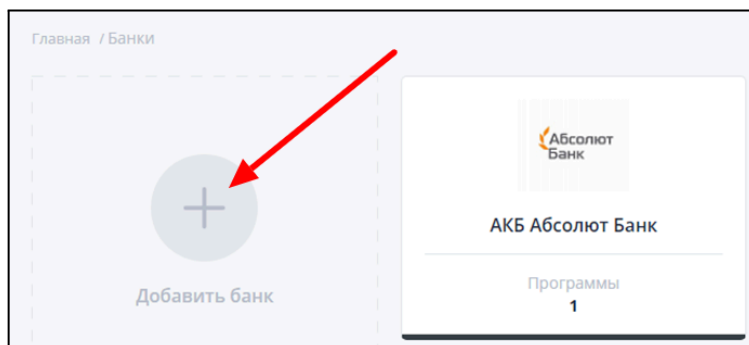 Главная / Банки
Абсолют
Банк
АКБ Абсолют Банк
Добавить банк
Программы
1